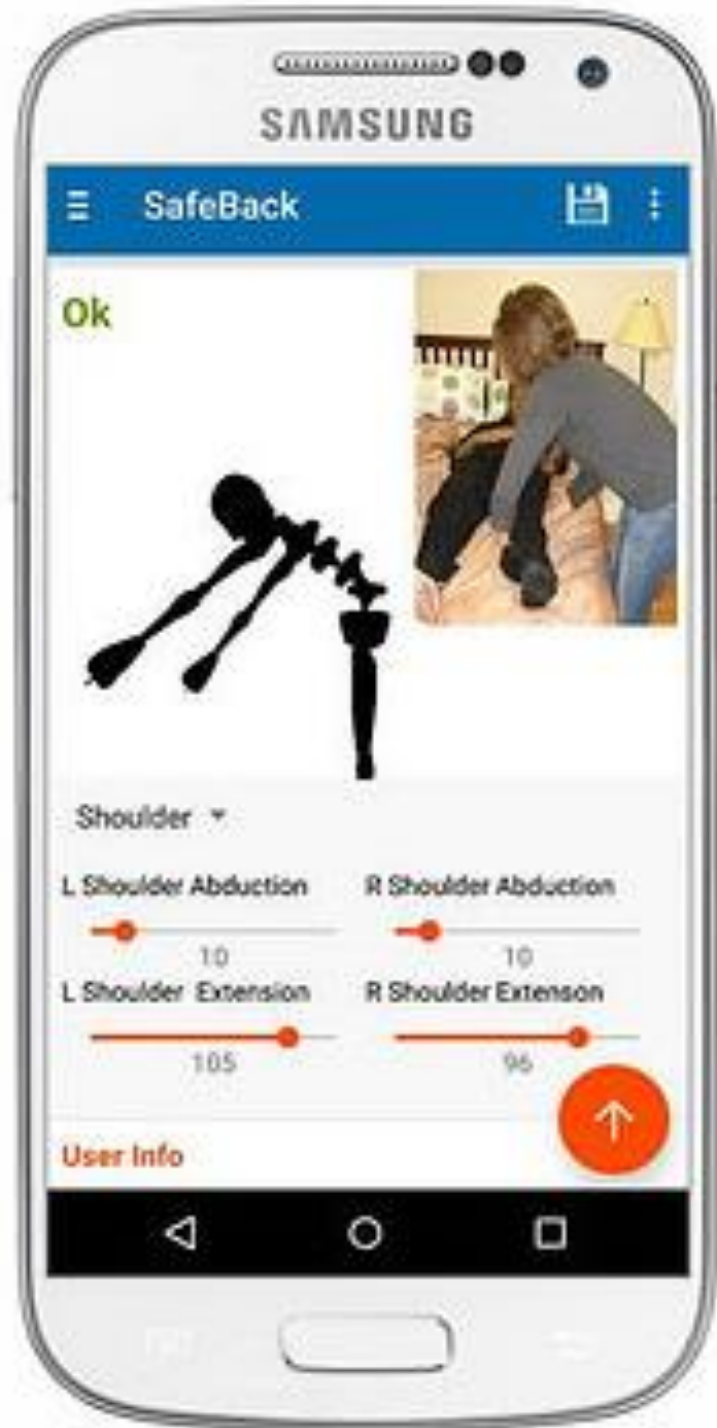 SAMSUNG
SafeBack
Ok
Shoulder
L Shoulder Abduction R Shoulder Abduction
10 10
L Shoulder Extension R Shoulder Extenson
105 96
User Info